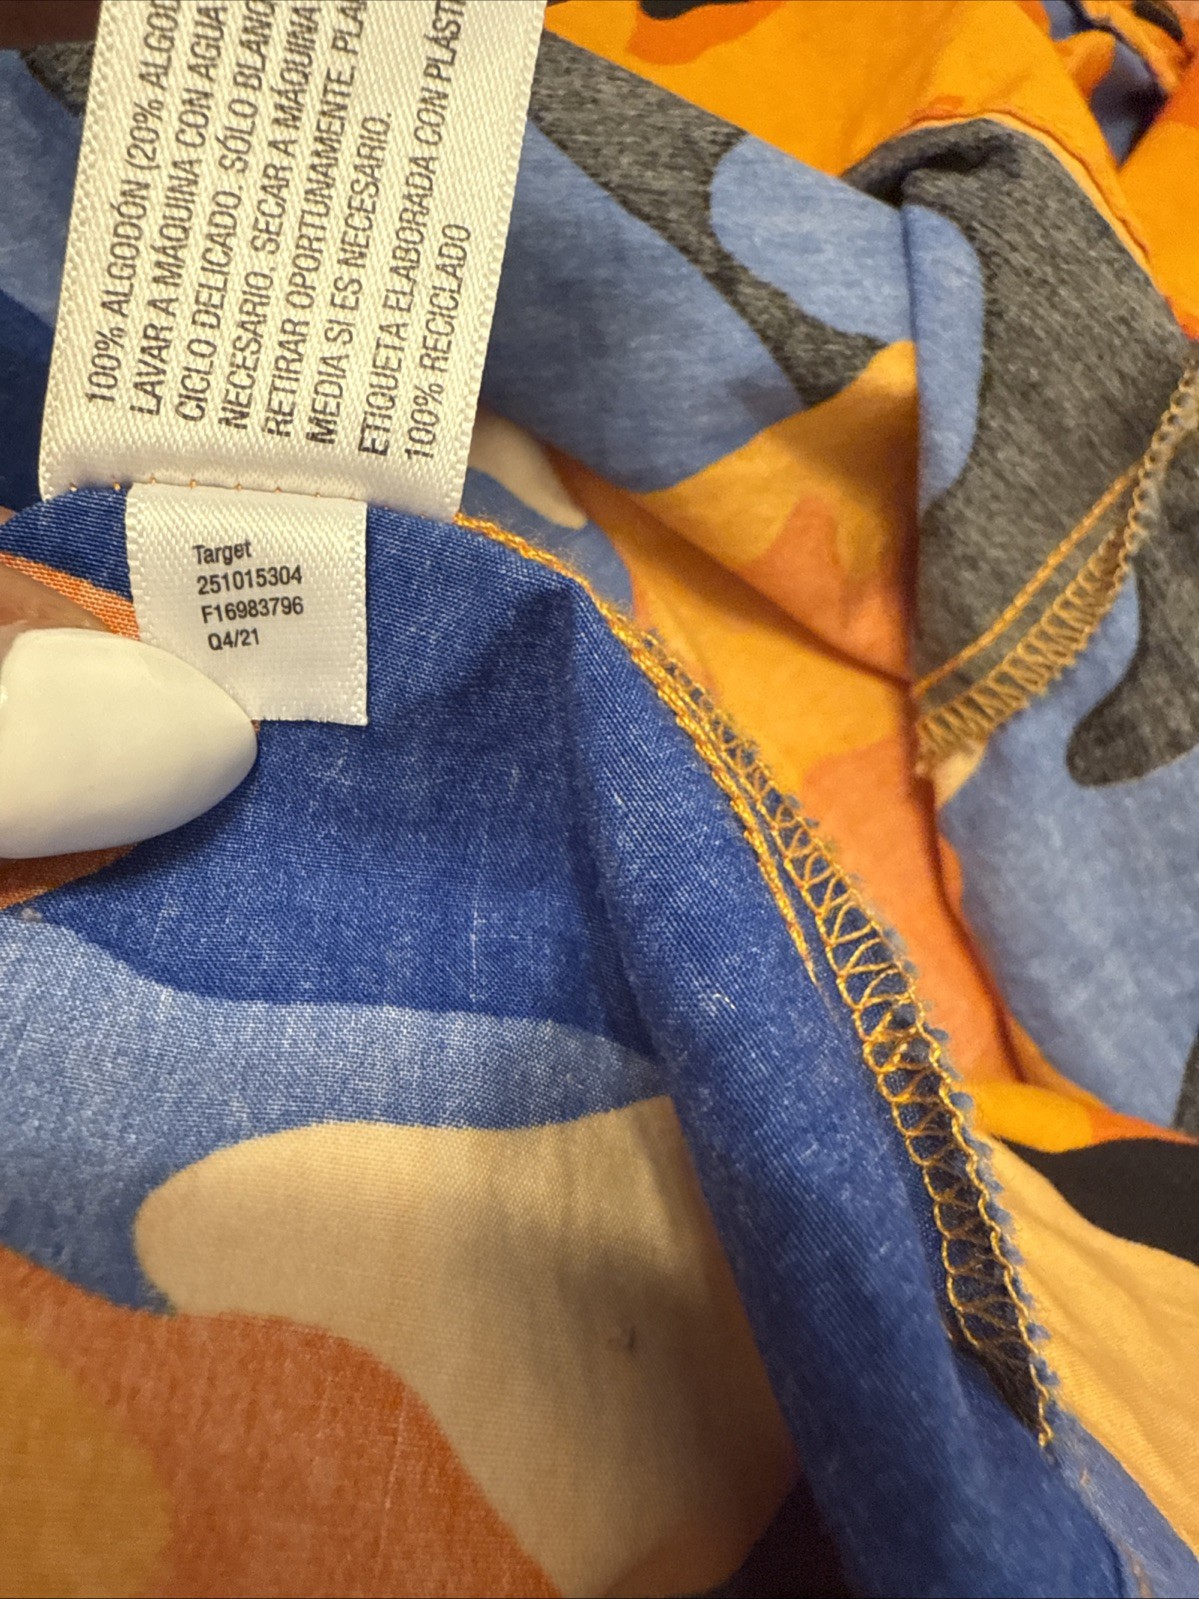 100% ALGODÓN (20% ALGOD
LAVAR A MÁQUINA CON AGUA
CICLO DELICADO. SÓLO BLANQ
NECESARIO. SECAR A MÁQUINA
RETIRAR OPORTUNAMENTE. PLA
MEDIA SI ES NECESARIO.
ETIQUETA ELABORADA CON PLÁST
100% RECICLADO
Target
251015304
F16983796
Q4/21